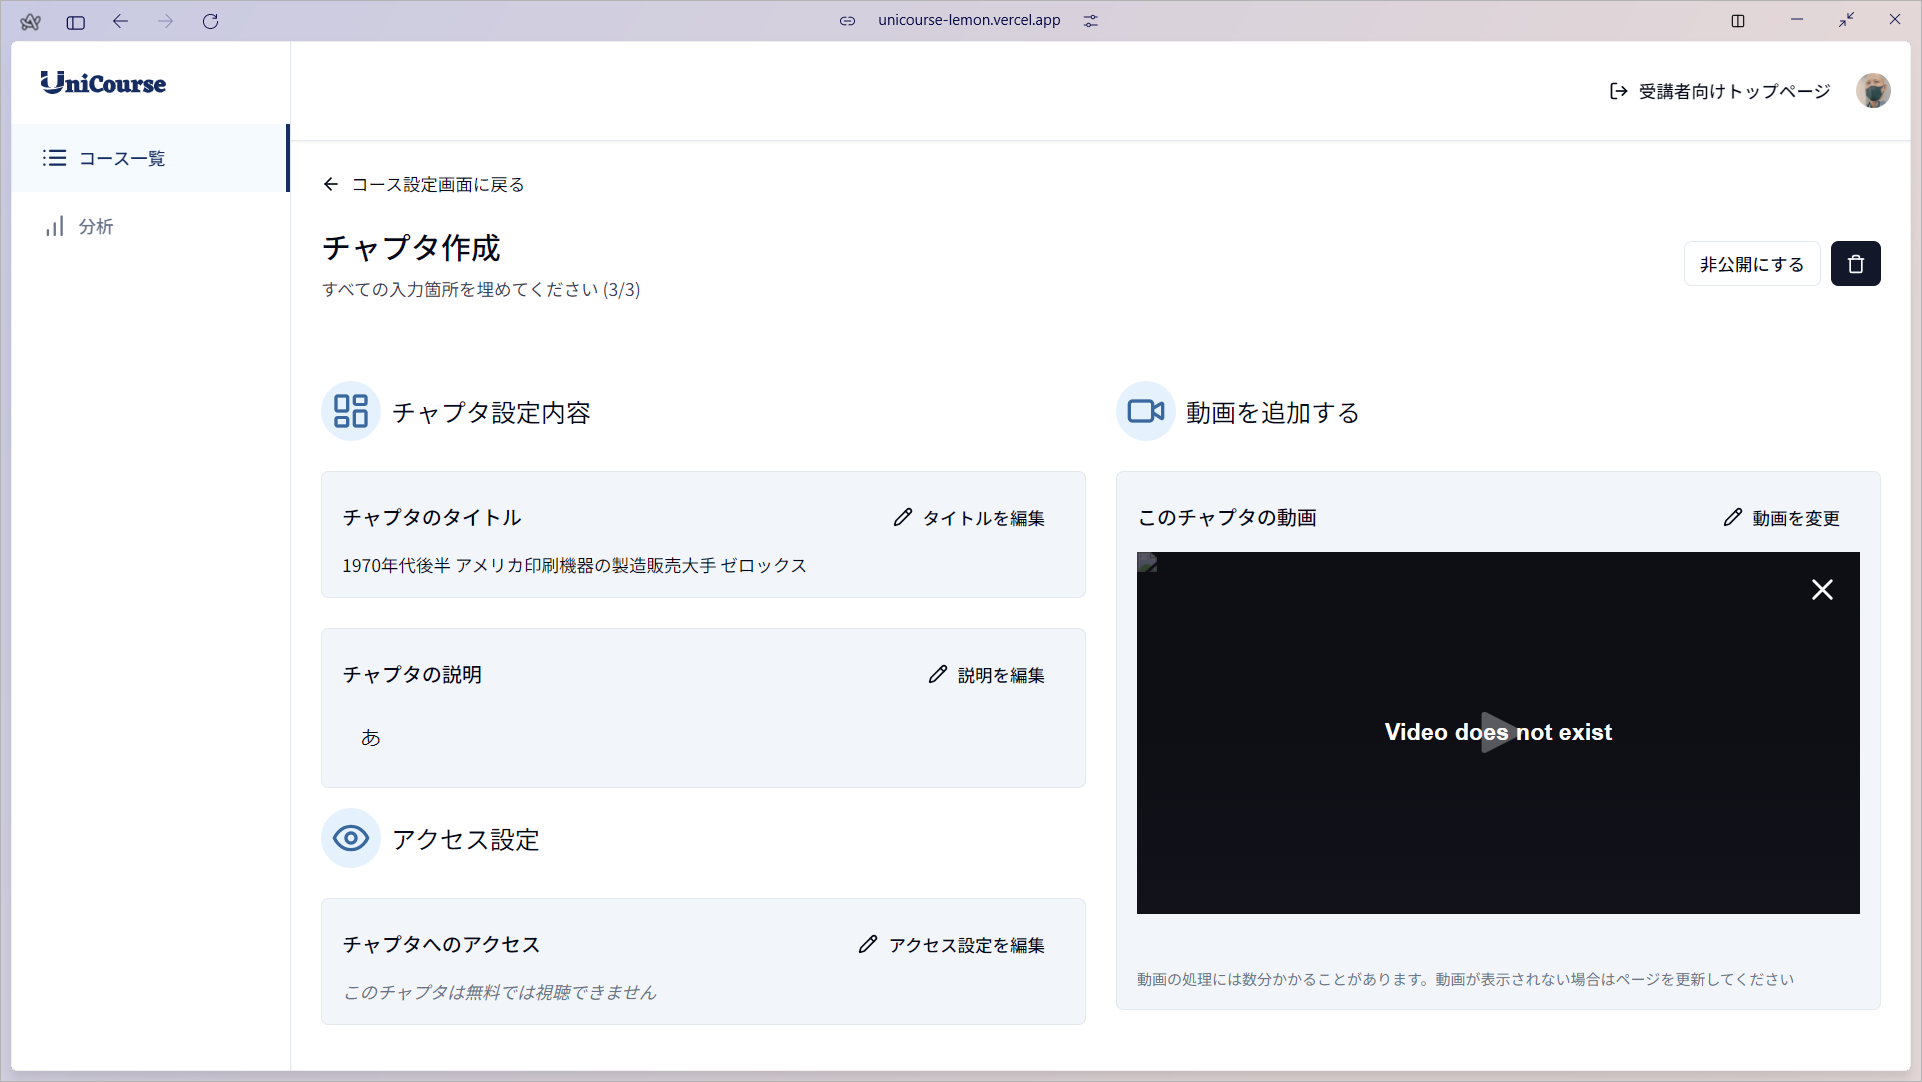 unicourse-lemon.vercel.app
UniCourse
受講者向けトップページ
コース一覧
分析
コース設定画面に戻る
チャプタ作成
すべての入力箇所を埋めてください (3/3)
非公開にする
チャプタ設定内容
チャプタのタイトル
タイトルを編集
1970年代後半 アメリカ印刷機器の製造販売大手 ゼロックス
チャプタの説明
説明を編集
あ
アクセス設定
チャプタへのアクセス
アクセス設定を編集
このチャプタは無料では視聴できません
動画を追加する
このチャプタの動画
動画を変更
Video does not exist
動画の処理には数分かかることがあります。動画が表示されない場合はページを更新してください